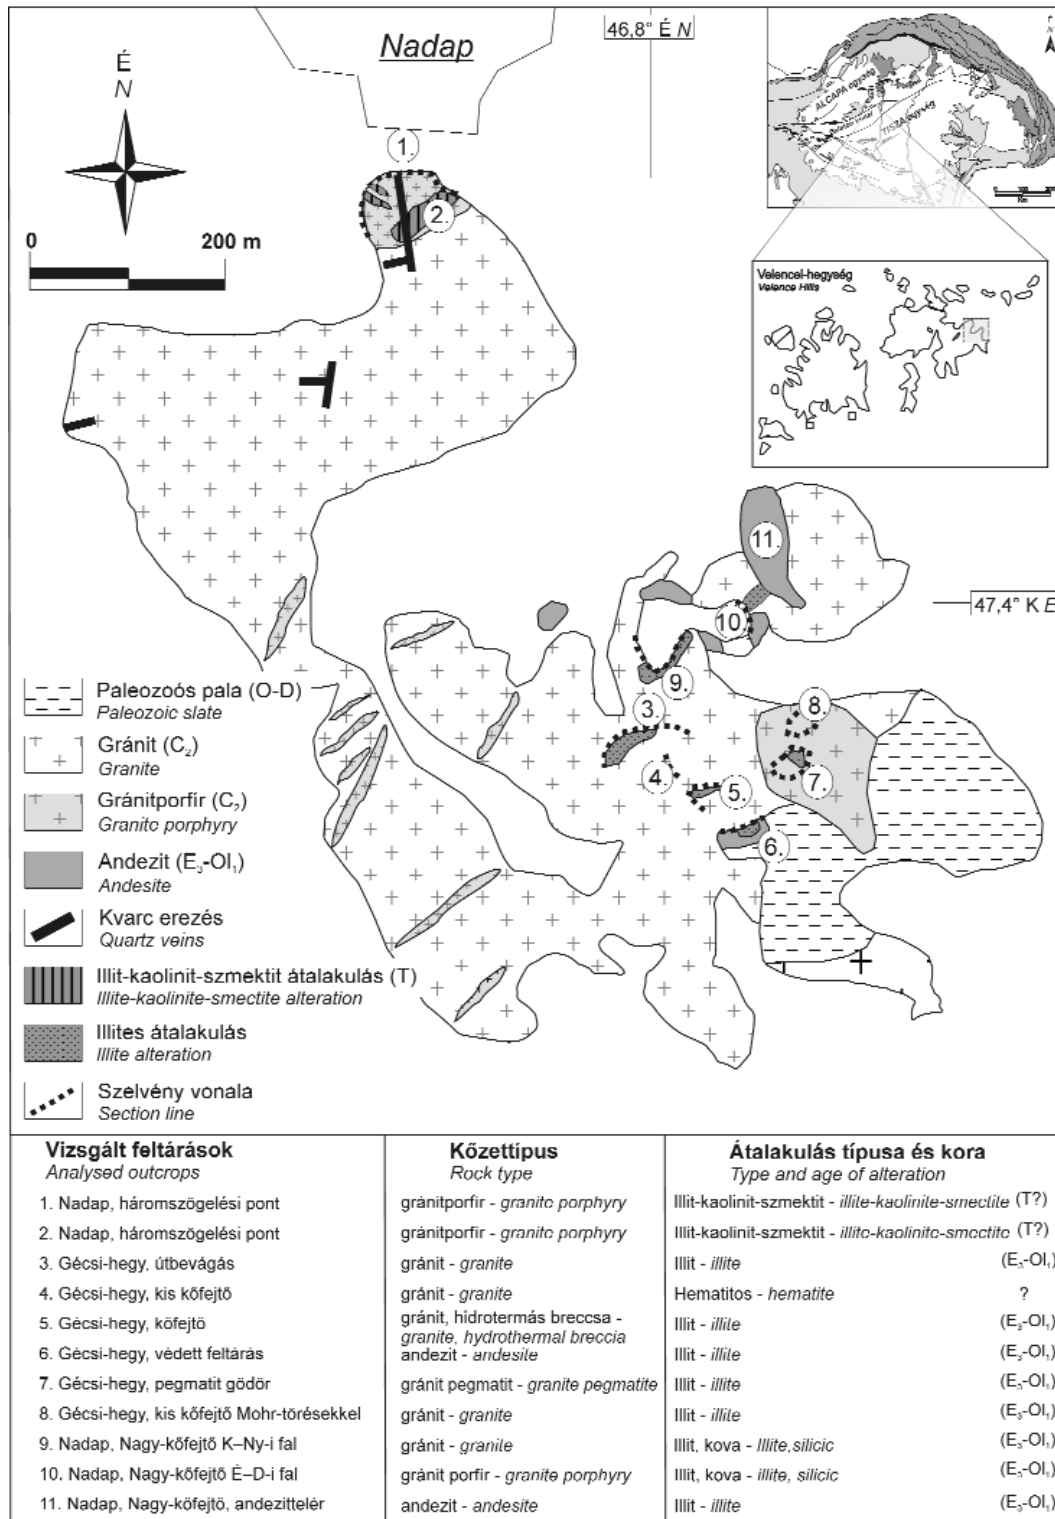 Nadap
46,8° É N
É
N
0 200 m
1.
2.
ALCAPA egység
TISZA egység
Km
Velencei-hegység
Velence Hills
11.
47,4° K E
10.
9.
3.
8.
4.
7.
5.
6.
Paleozoós pala (O-D)
Paleozoic slate
Gránit (C₂)
Granite
Gránitporfír (C₂)
Granite porphyry
Andezit (E₃-Ol₁)
Andesite
Kvarc erezés
Quartz veins
Illit-kaolinit-szmektit átalakulás (T)
Illite-kaolinite-smectite alteration
Illites átalakulás
Illite alteration
Szelvény vonala
Section line
Vizsgált feltárások Kőzettípus Átalakulás típusa és kora
Analysed outcrops Rock type Type and age of alteration
1. Nadap, háromszögelési pont gránitporfír - granite porphyry Illit-kaolinit-szmektit - illite-kaolinite-smectite (T?)
2. Nadap, háromszögelési pont gránitporfír - granite porphyry Illit-kaolinit-szmektit - illite-kaolinite-smectite (T?)
3. Gécsi-hegy, útbevágás gránit - granite Illit - illite (E₃-Ol₁)
4. Gécsi-hegy, kis kőfejtő gránit - granite Hematitos - hematite ?
5. Gécsi-hegy, kőfejtő gránit, hidrotermás breccsa - granite, hydrothermal breccia Illit - illite (E₃-Ol₁)
6. Gécsi-hegy, védett feltárás andezit - andesite Illit - illite (E₃-Ol₁)
7. Gécsi-hegy, pegmatit gödör gránit pegmatit - granite pegmatite Illit - illite (E₃-Ol₁)
8. Gécsi-hegy, kis kőfejtő Mohr-törésekkel gránit - granite Illit - illite (E₃-Ol₁)
9. Nadap, Nagy-kőfejtő K–Ny-i fal gránit - granite Illit, kova - Illite, silicic (E₃-Ol₁)
10. Nadap, Nagy-kőfejtő É–D-i fal gránit porfír - granite porphyry Illit, kova - illite, silicic (E₃-Ol₁)
11. Nadap, Nagy-kőfejtő, andezittelér andezit - andesite Illit - illite (E₃-Ol₁)